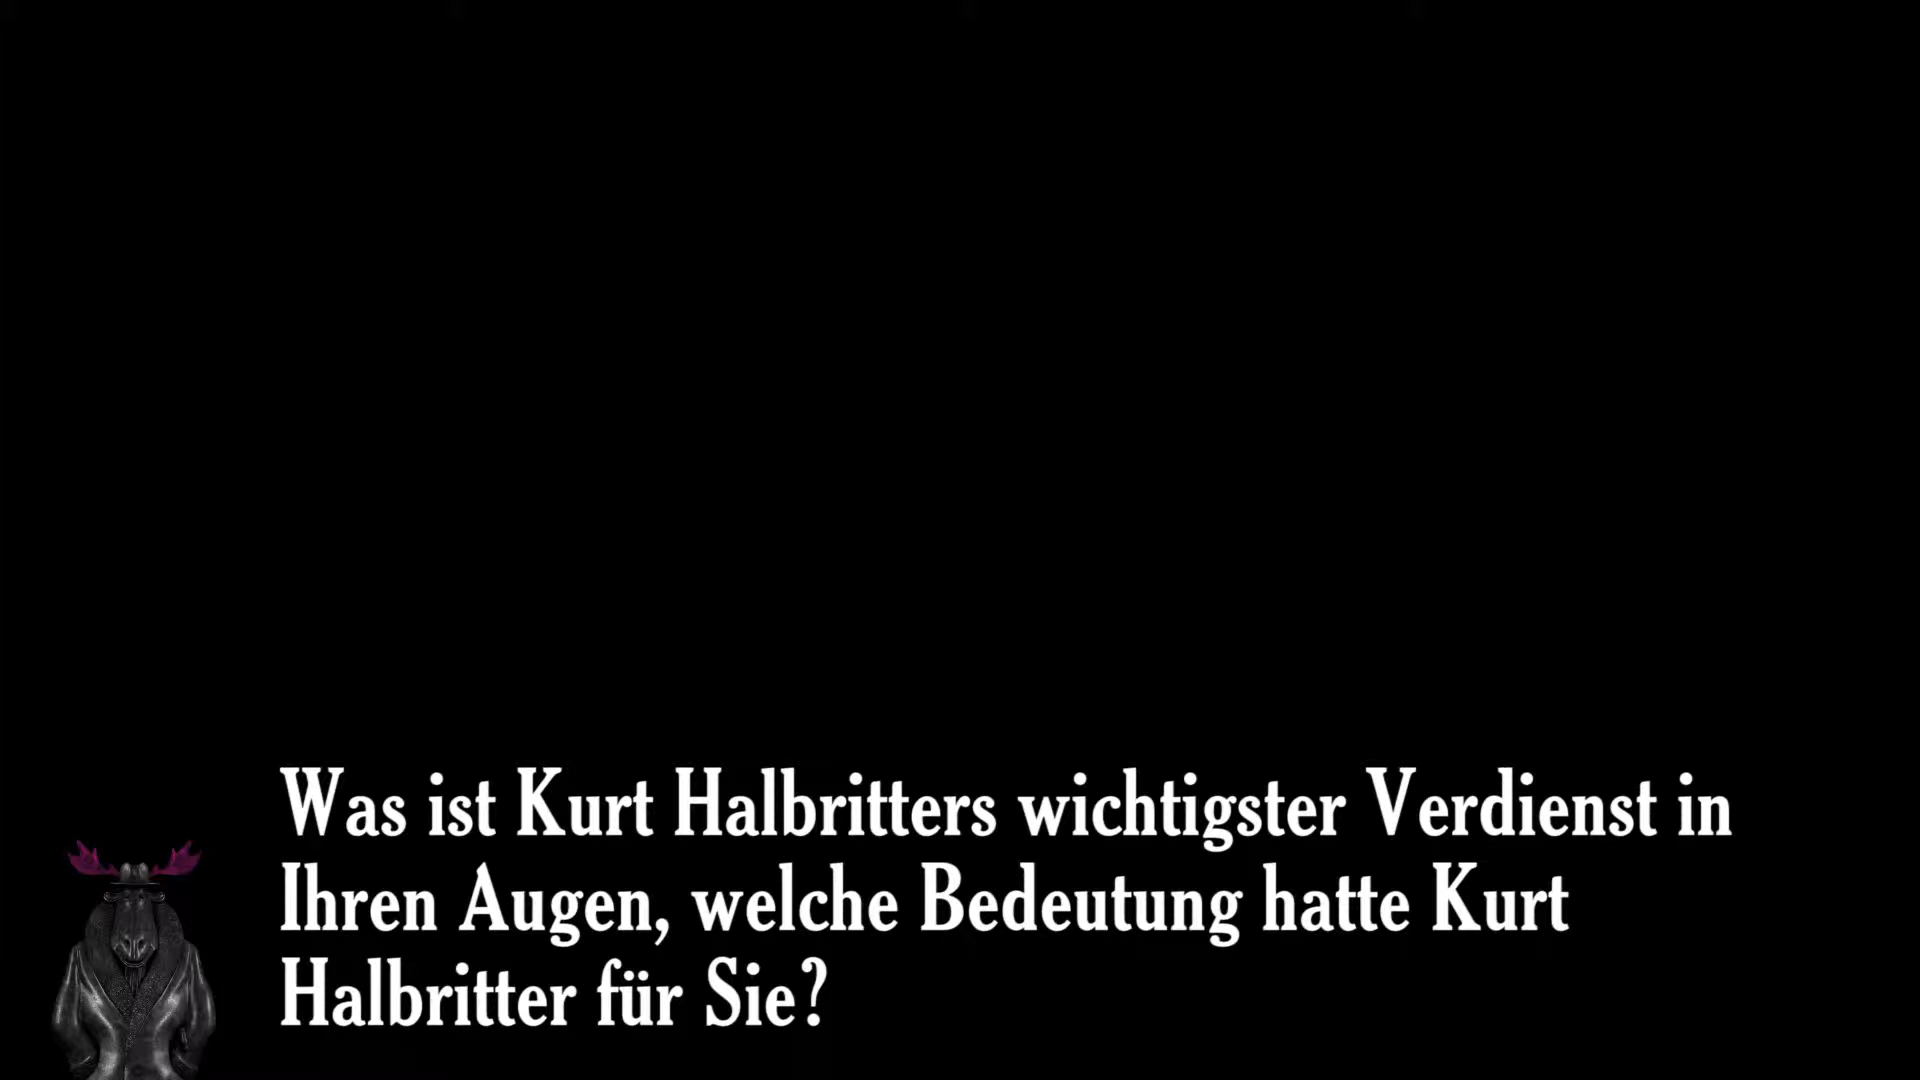 Was ist Kurt Halbritters wichtigster Verdienst in
Ihren Augen, welche Bedeutung hatte Kurt
Halbritter für Sie?